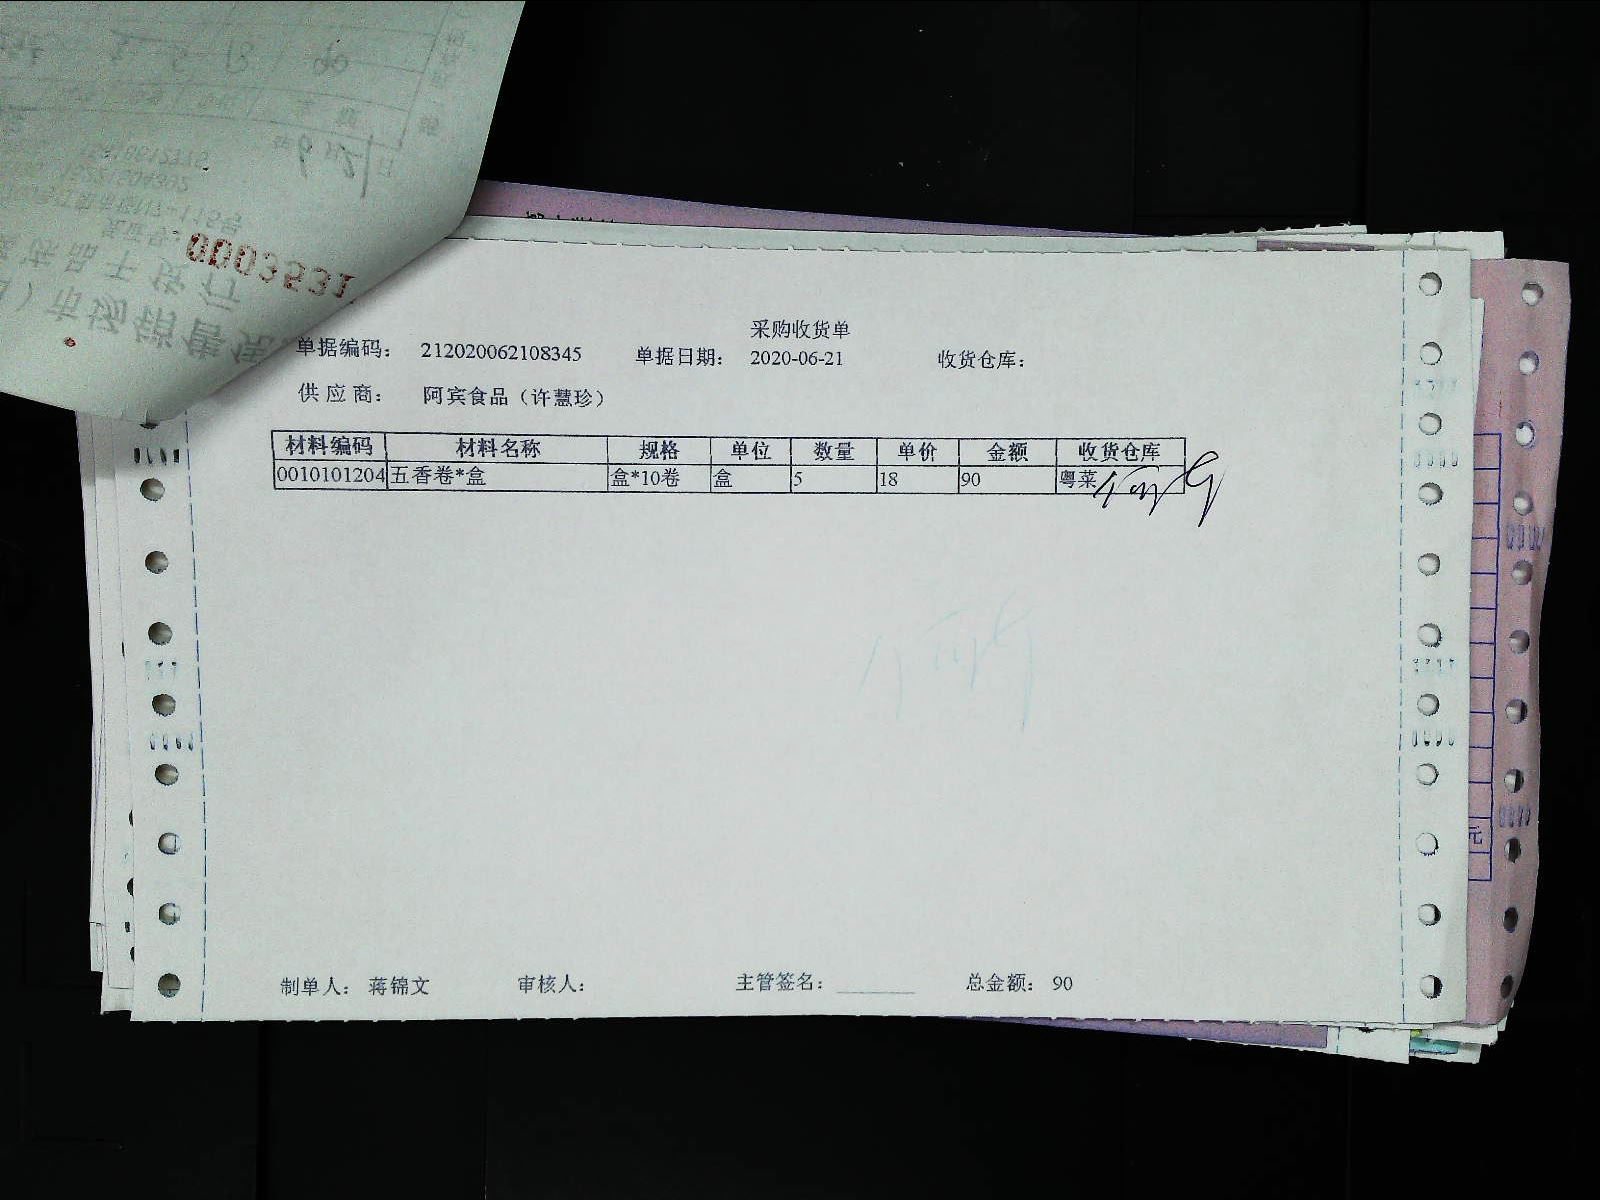 采购收货单
单据编码: 212020062108345 单据日期: 2020-06-21 收货仓库:
供应商: 阿宾食品（许慧珍）
材料编码 材料名称 规格 单位 数量 单价 金额 收货仓库
0010101204 五香卷*盒 盒*10卷 盒 5 18 90 粤菜
制单人: 蒋锦文 审核人: 主管签名: ______ 总金额: 90
0003531
元